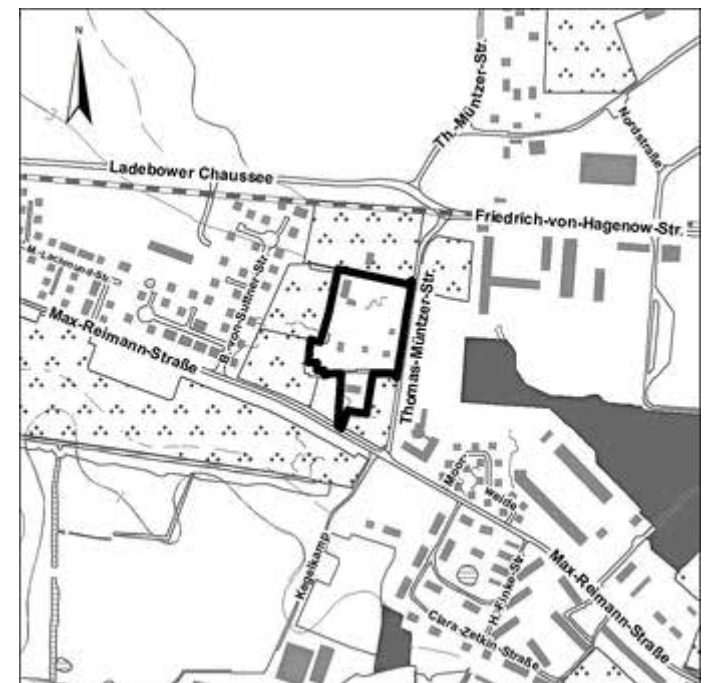 N
Th.-Müntzer-Str.
Nordstraße
Ladebower Chaussee
Friedrich-von-Hagenow-Str.
B.-von-Suttner-Str.
Max-Reimann-Straße
Thomas-Müntzer-Str.
Moor-
weide
Kegelkamp
H.-Finke-Str.
Max-Reimann-Straße
Clara-Zetkin-Straße